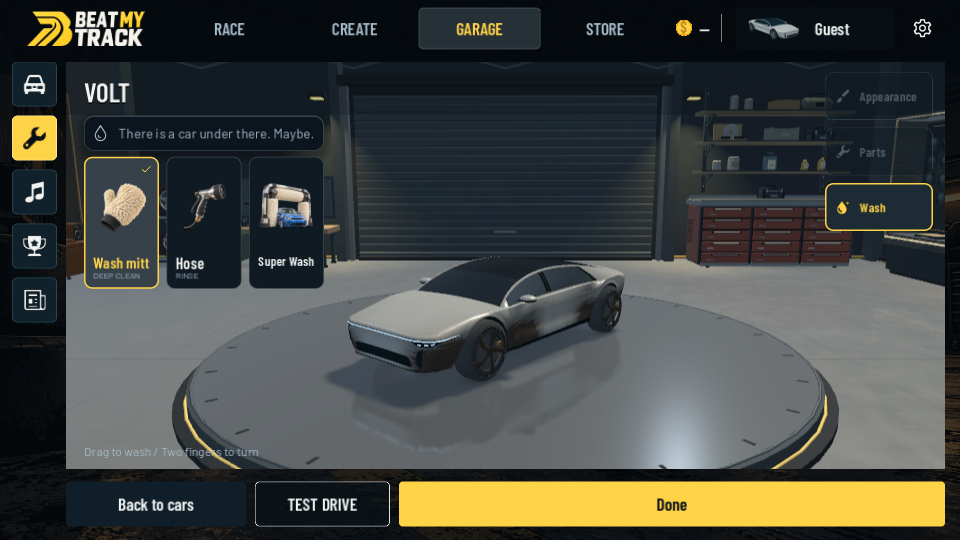 BEAT MY
TRACK
RACE
CREATE
GARAGE
STORE
–
Guest
VOLT
There is a car under there. Maybe.
Wash mitt
DEEP CLEAN
Hose
RINSE
Super Wash
Appearance
Parts
Wash
Drag to wash / Two fingers to turn
Back to cars
TEST DRIVE
Done